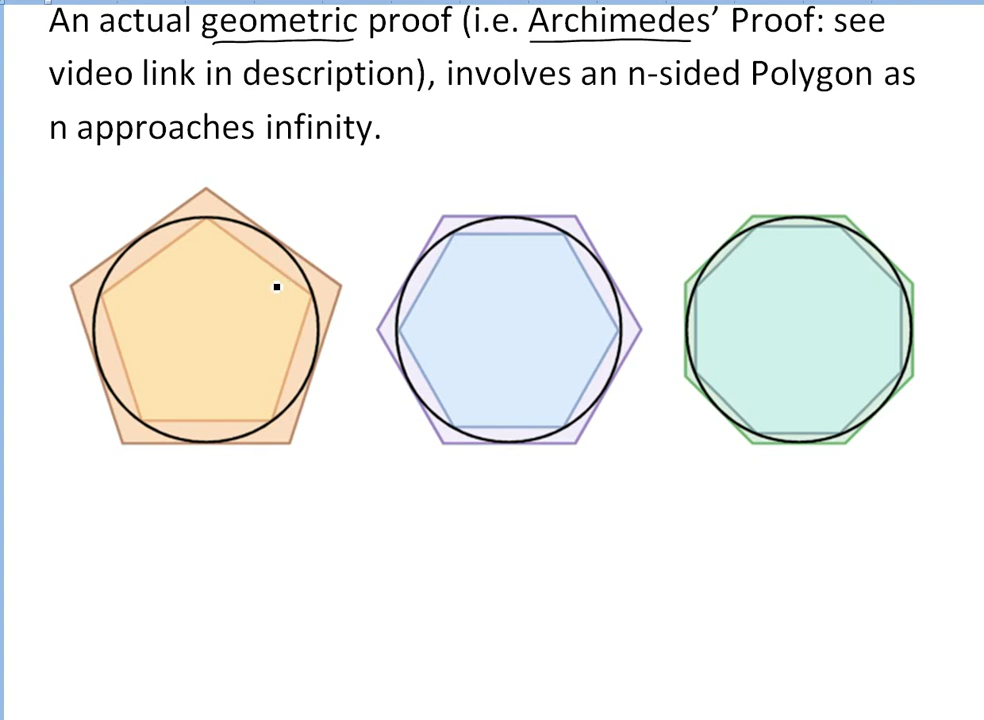 An actual geometric proof (i.e. Archimedes’ Proof: see
video link in description), involves an n-sided Polygon as
n approaches infinity.